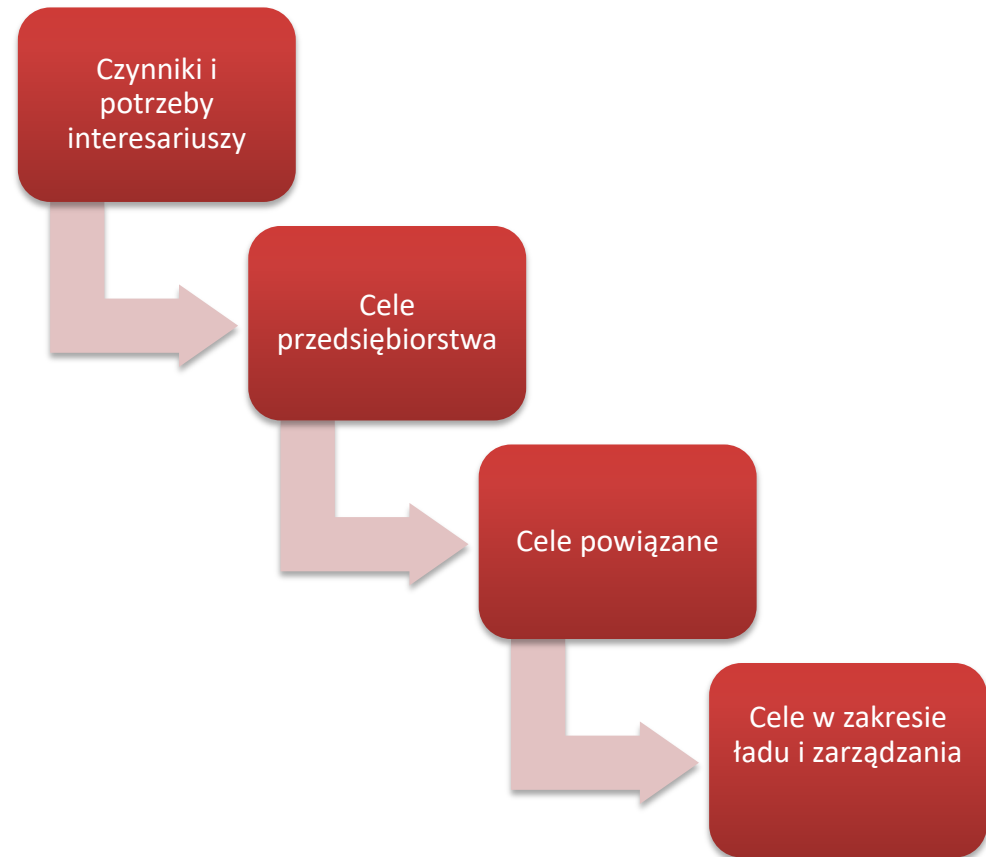 Czynniki i
potrzeby
interesariuszy
Cele
przedsiębiorstwa
Cele powiązane
Cele w zakresie
ładu i zarządzania